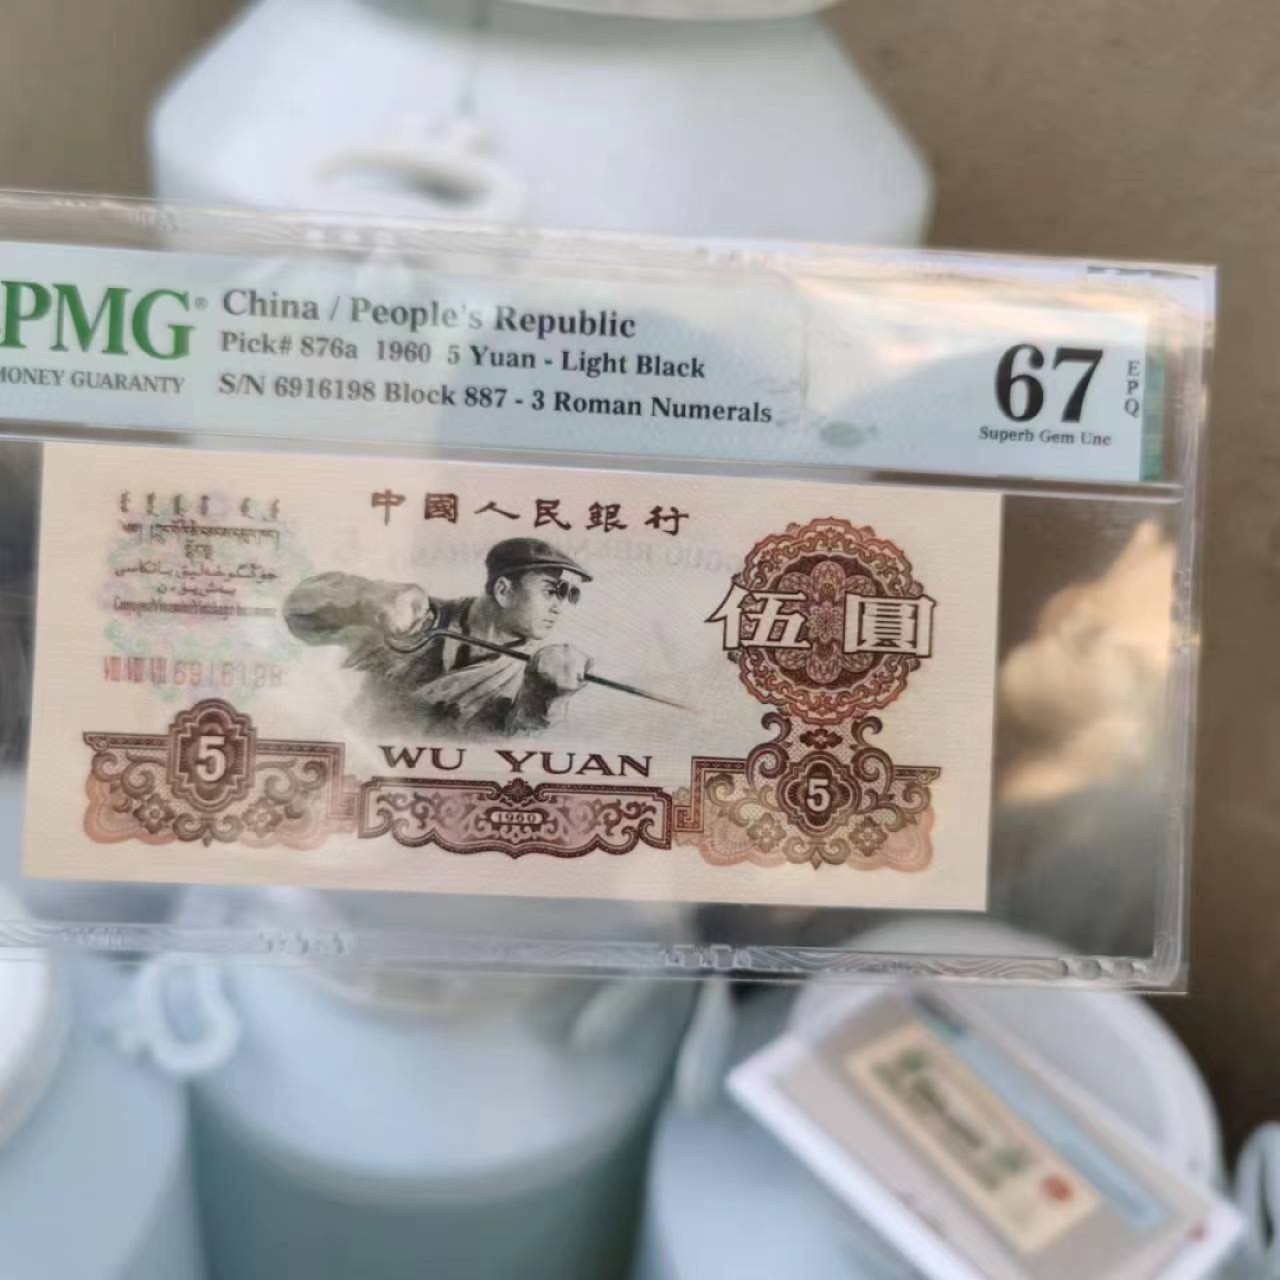 PMG®
MONEY GUARANTY
China / People's Republic
Pick# 876a 1960 5 Yuan - Light Black
S/N 6916198 Block 887 - 3 Roman Numerals
67
EPQ
Superb Gem Unc
中國人民銀行
伍圓
6916198
5
WU YUAN
1960
5